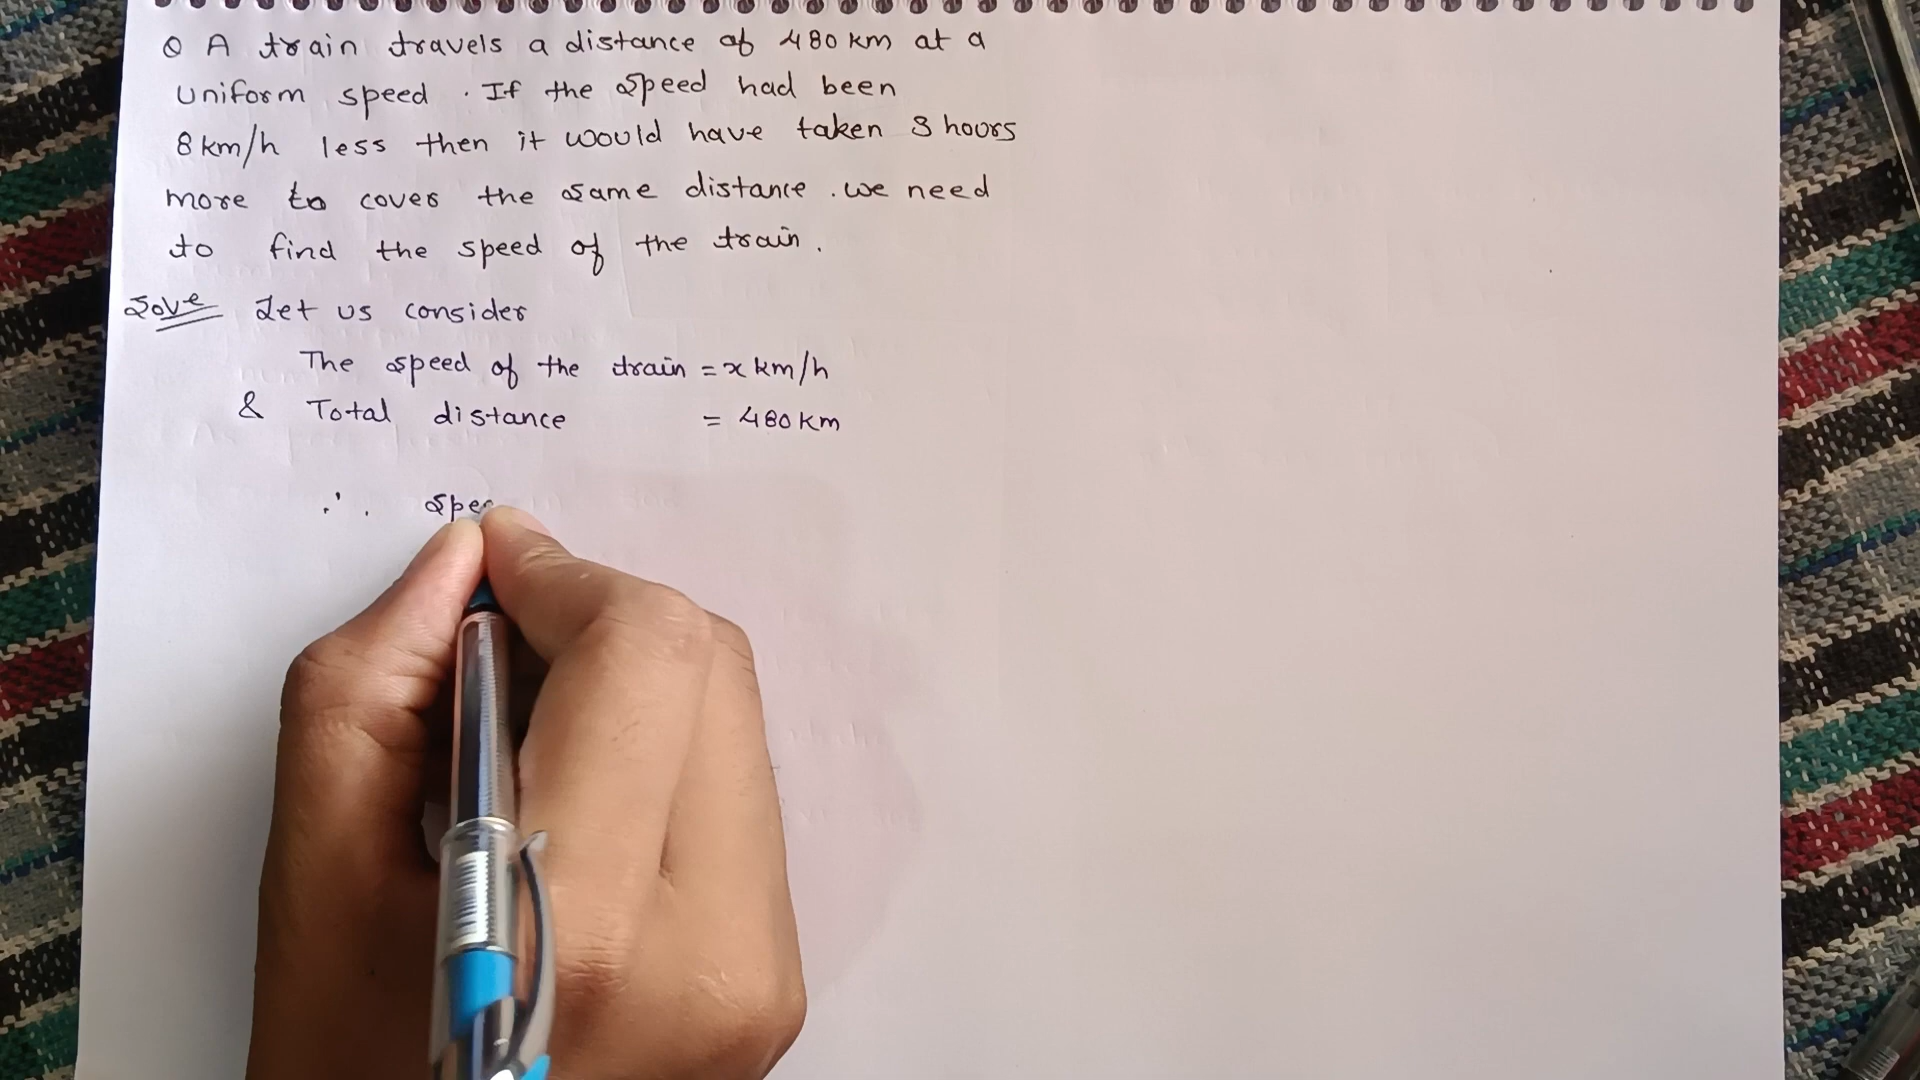 Q A train travels a distance of 480 km at a
uniform speed . If the speed had been
8 km/h less then it would have taken 3 hours
more to cover the same distance . we need
to find the speed of the train .
Sove Let us consider
The speed of the train = x km/h
& Total distance = 480 km
∴ Spee